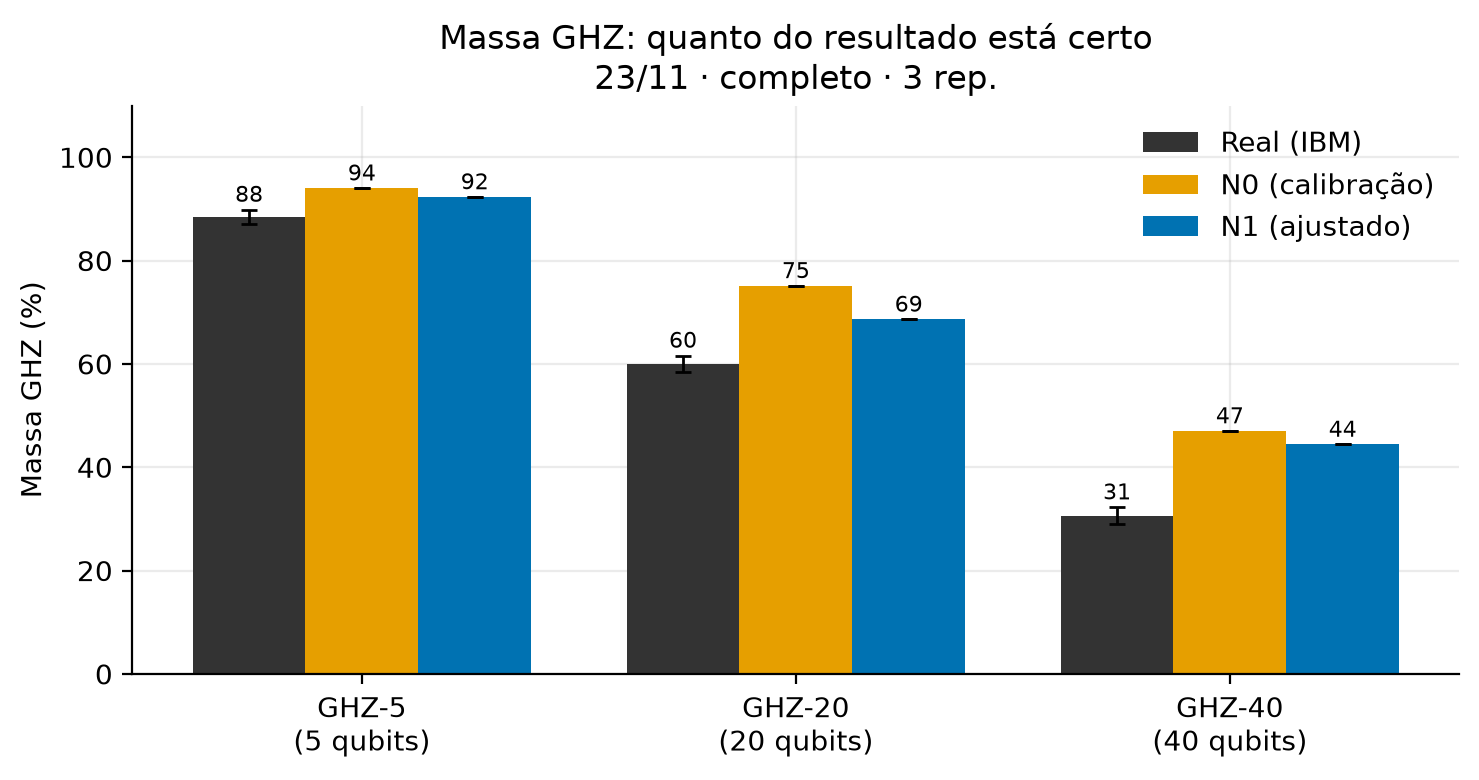 Massa GHZ: quanto do resultado está certo
23/11 · completo · 3 rep.
Real (IBM)
N0 (calibração)
N1 (ajustado)
Massa GHZ (%)
100
80
60
40
20
0
88
94
92
60
75
69
31
47
44
GHZ-5
(5 qubits)
GHZ-20
(20 qubits)
GHZ-40
(40 qubits)